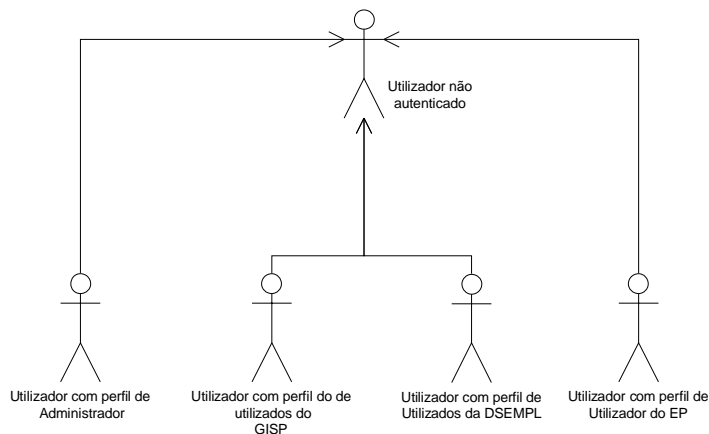 Utilizador não
autenticado
Utilizador com perfil de
Administrador
Utilizador com perfil do de
utilizados do
GISP
Utilizador com perfil de
Utilizados da DSEMPL
Utilizador com perfil de
Utilizador do EP